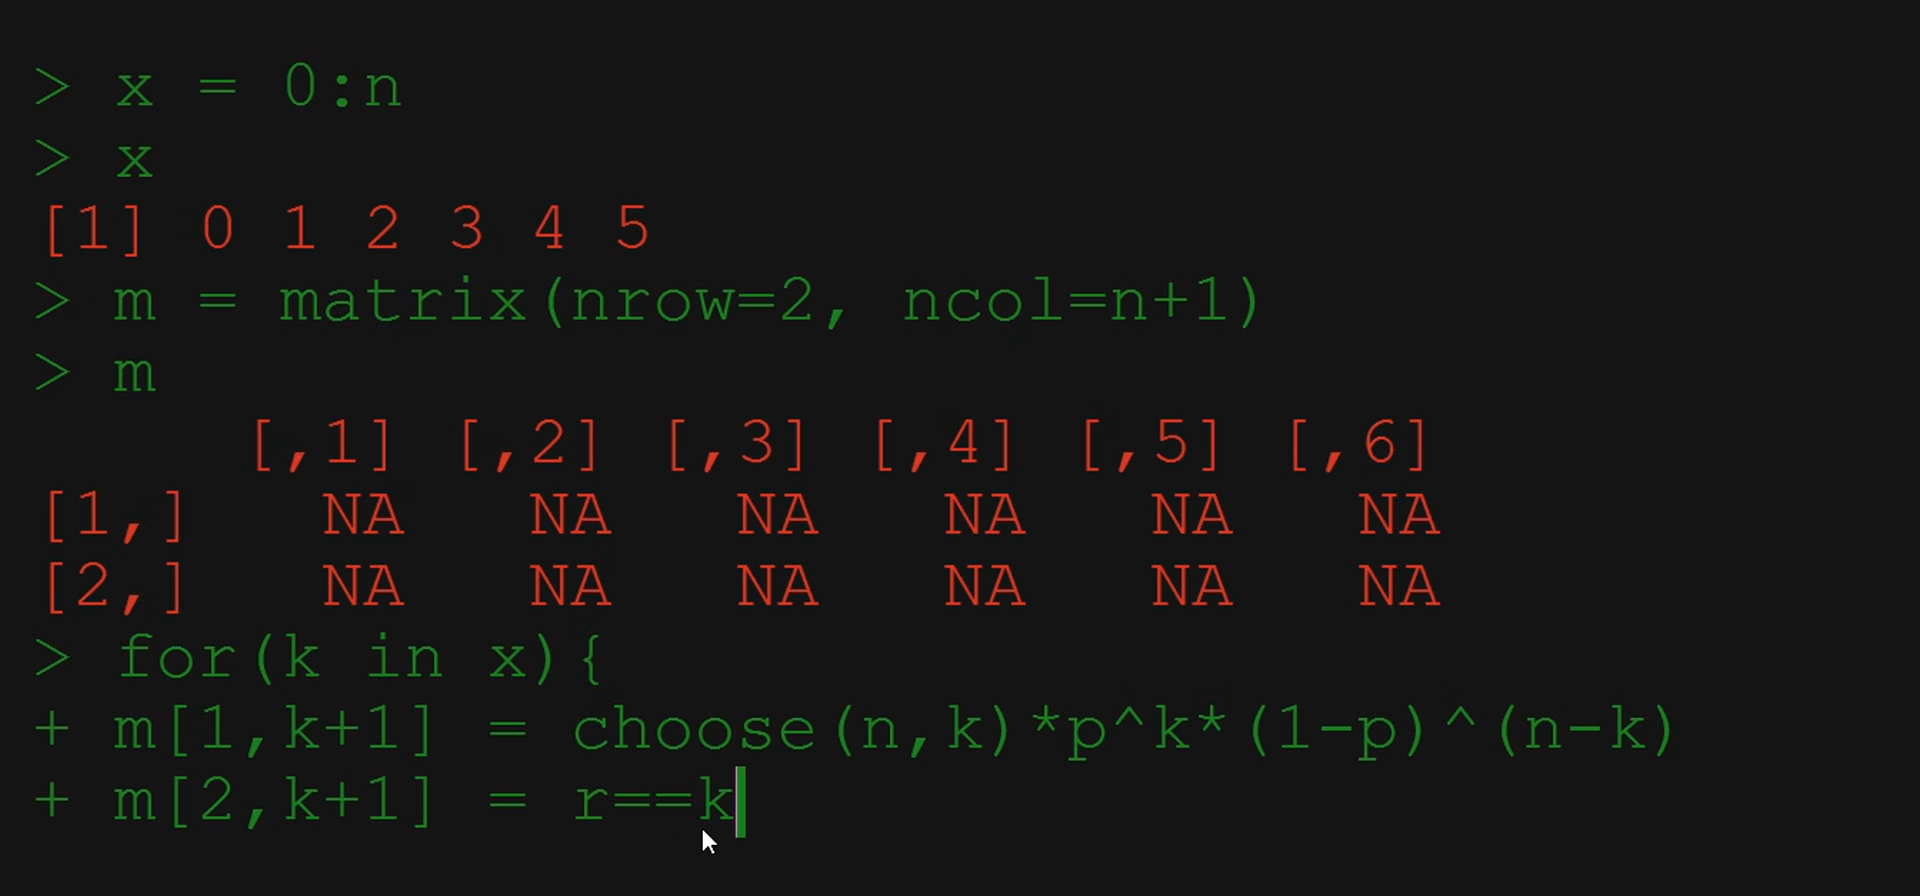 > x = 0:n
> x
[1] 0 1 2 3 4 5
> m = matrix(nrow=2, ncol=n+1)
> m
     [,1] [,2] [,3] [,4] [,5] [,6]
[1,]   NA   NA   NA   NA   NA   NA
[2,]   NA   NA   NA   NA   NA   NA
> for(k in x){
+ m[1,k+1] = choose(n,k)*p^k*(1-p)^(n-k)
+ m[2,k+1] = r==k